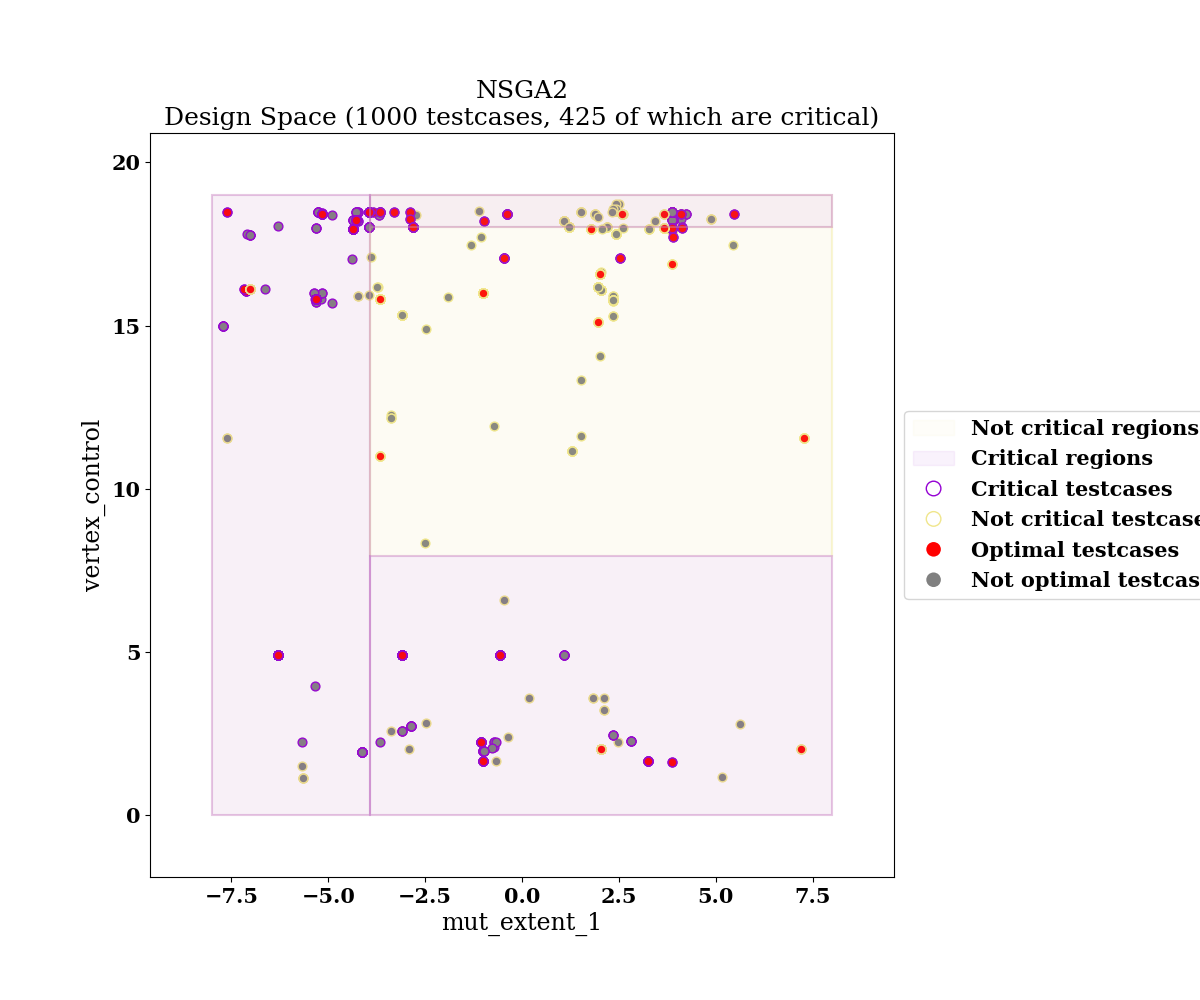 NSGA2
Design Space (1000 testcases, 425 of which are critical)
20
15
10
5
0
vertex_control
−7.5 −5.0 −2.5 0.0 2.5 5.0 7.5
mut_extent_1
Not critical regions
Critical regions
Critical testcases
Not critical testcase
Optimal testcases
Not optimal testcas